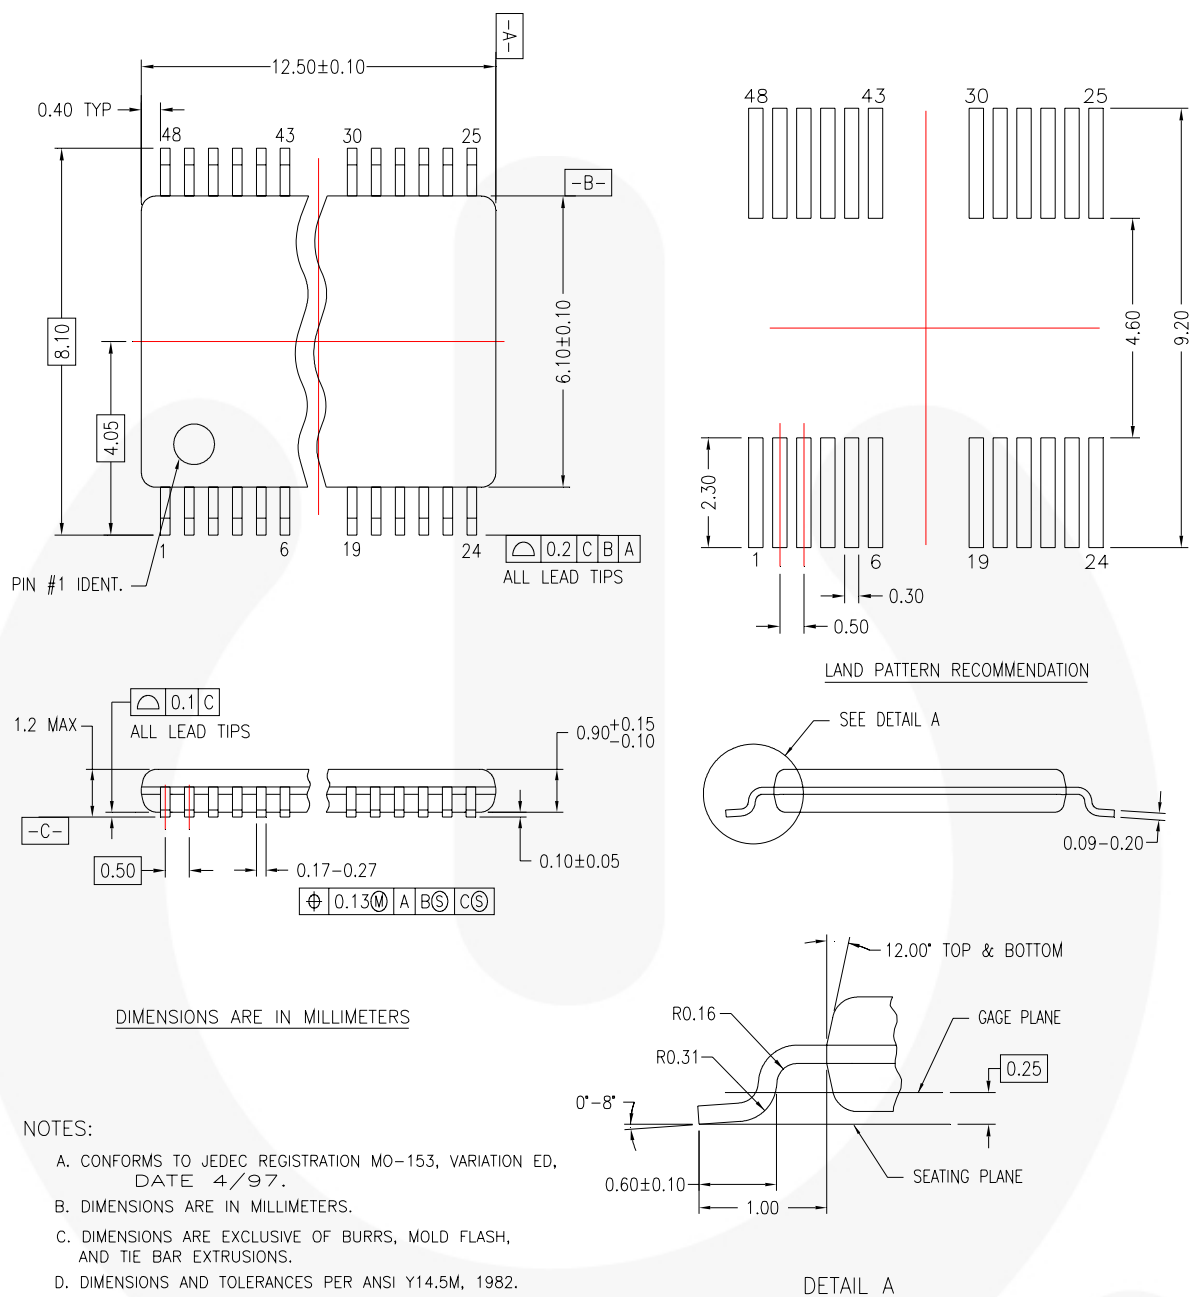 -A-
12.50±0.10
0.40 TYP
48 43 30 25
-B-
8.10
4.05
6.10±0.10
1 6 19 24
PIN #1 IDENT.
⌓ 0.2 C B A
ALL LEAD TIPS
48 43 30 25
4.60
9.20
2.30
1 6 19 24
0.30
0.50
LAND PATTERN RECOMMENDATION
⌓ 0.1 C
ALL LEAD TIPS
1.2 MAX
0.90+0.15
-0.10
-C-
0.50
0.17-0.27
0.10±0.05
⌖ 0.13Ⓜ A BⓈ CⓈ
SEE DETAIL A
0.09-0.20
DIMENSIONS ARE IN MILLIMETERS
12.00° TOP & BOTTOM
R0.16
GAGE PLANE
R0.31
0.25
0°-8°
SEATING PLANE
0.60±0.10
1.00
DETAIL A
NOTES:
A. CONFORMS TO JEDEC REGISTRATION MO-153, VARIATION ED,
DATE 4/97.
B. DIMENSIONS ARE IN MILLIMETERS.
C. DIMENSIONS ARE EXCLUSIVE OF BURRS, MOLD FLASH,
AND TIE BAR EXTRUSIONS.
D. DIMENSIONS AND TOLERANCES PER ANSI Y14.5M, 1982.